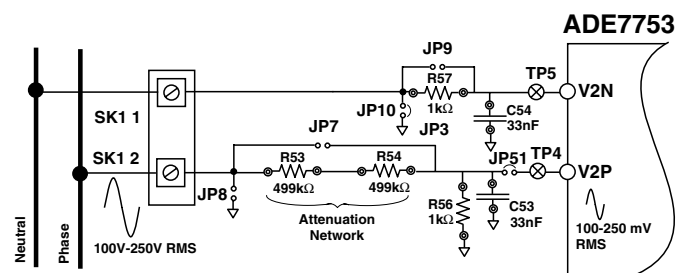 ADE7753
JP9
R57
1kΩ
TP5
V2N
SK1 1
JP10
C54
33nF
JP7
JP3
SK1 2
R53
499kΩ
R54
499kΩ
JP51
TP4
V2P
JP8
Attenuation
Network
R56
1kΩ
C53
33nF
100-250 mV
RMS
100V-250V RMS
Neutral
Phase